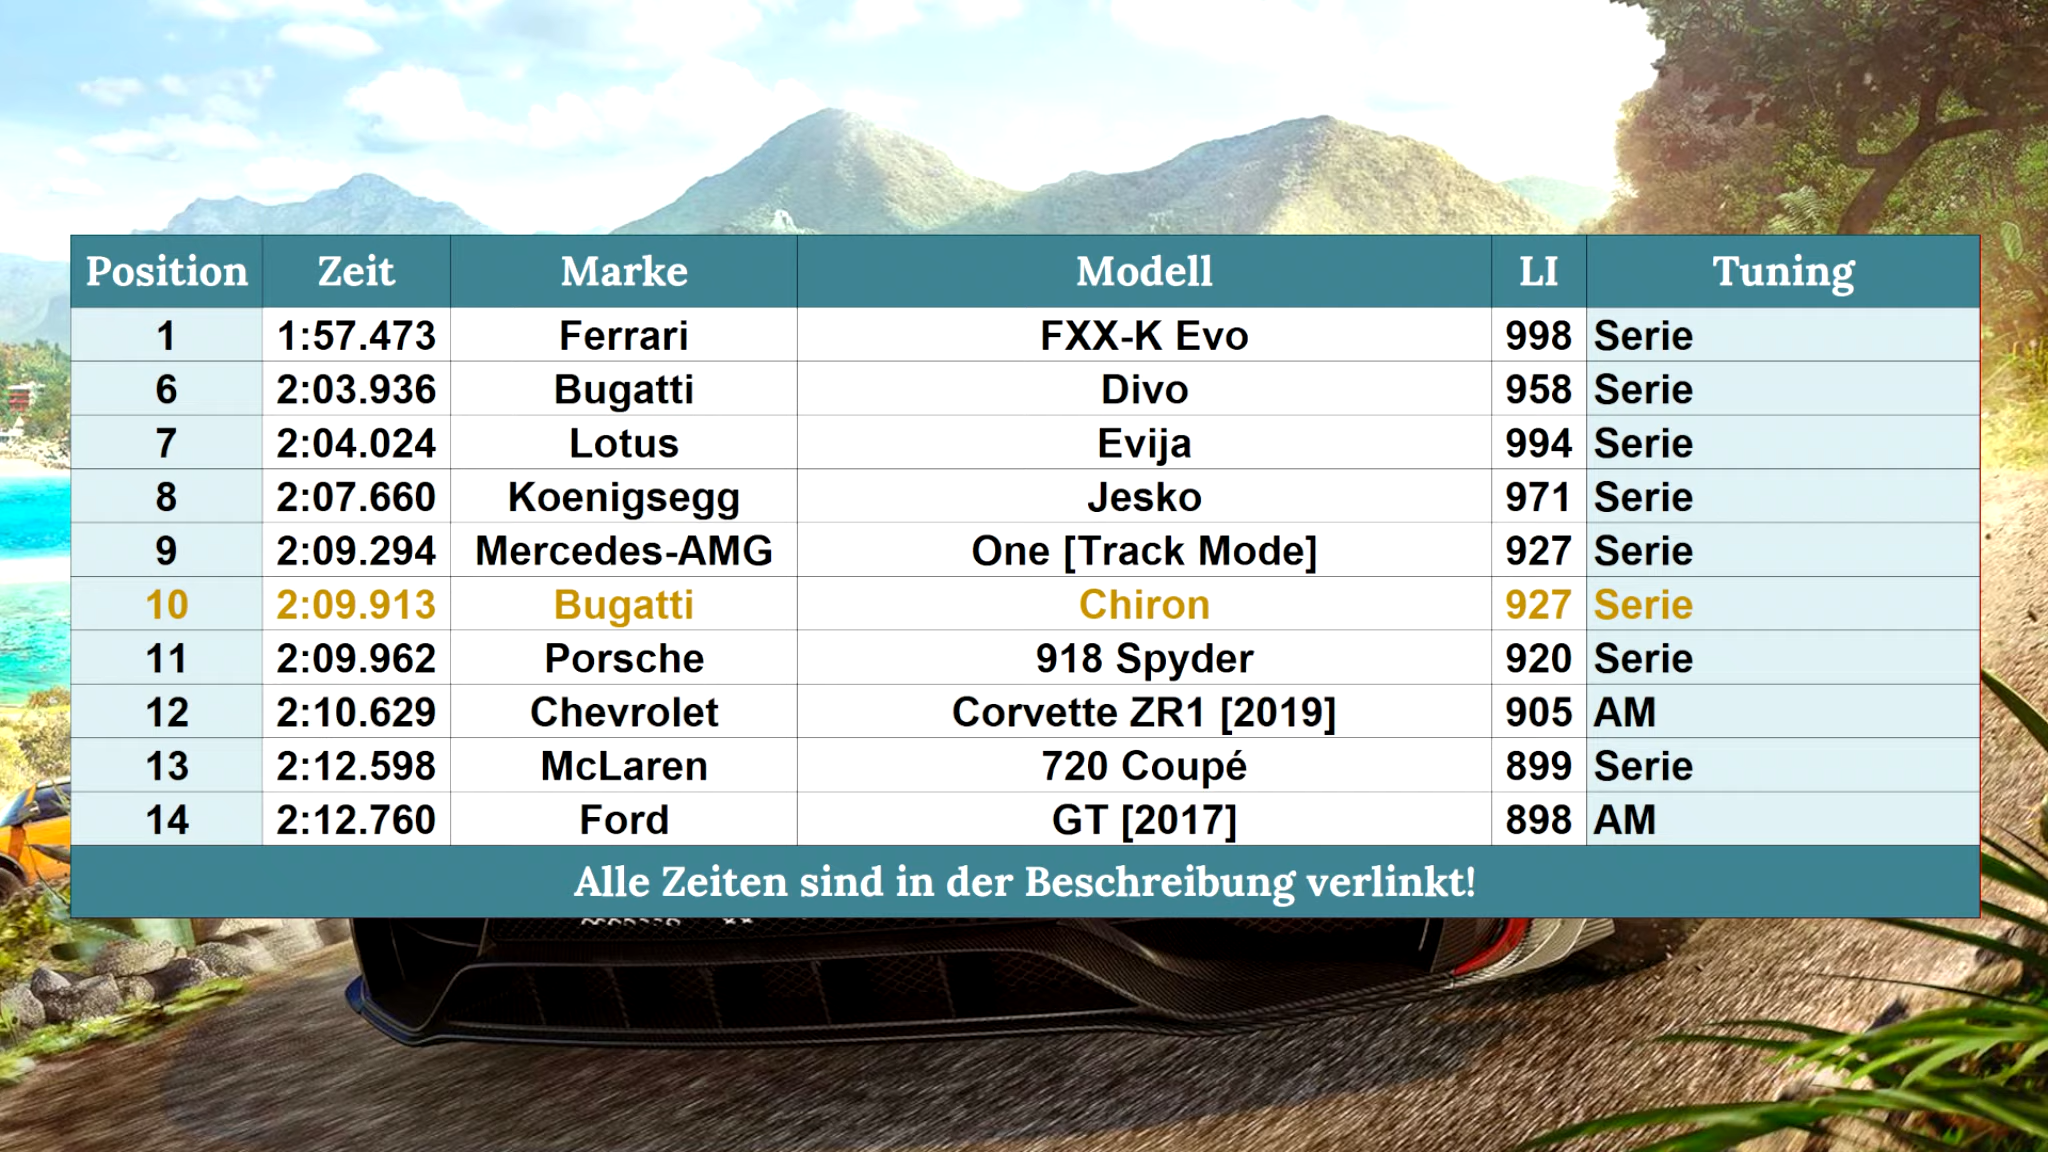 Position Zeit Marke Modell LI Tuning
1 1:57.473 Ferrari FXX-K Evo 998 Serie
6 2:03.936 Bugatti Divo 958 Serie
7 2:04.024 Lotus Evija 994 Serie
8 2:07.660 Koenigsegg Jesko 971 Serie
9 2:09.294 Mercedes-AMG One [Track Mode] 927 Serie
10 2:09.913 Bugatti Chiron 927 Serie
11 2:09.962 Porsche 918 Spyder 920 Serie
12 2:10.629 Chevrolet Corvette ZR1 [2019] 905 AM
13 2:12.598 McLaren 720 Coupé 899 Serie
14 2:12.760 Ford GT [2017] 898 AM
Alle Zeiten sind in der Beschreibung verlinkt!